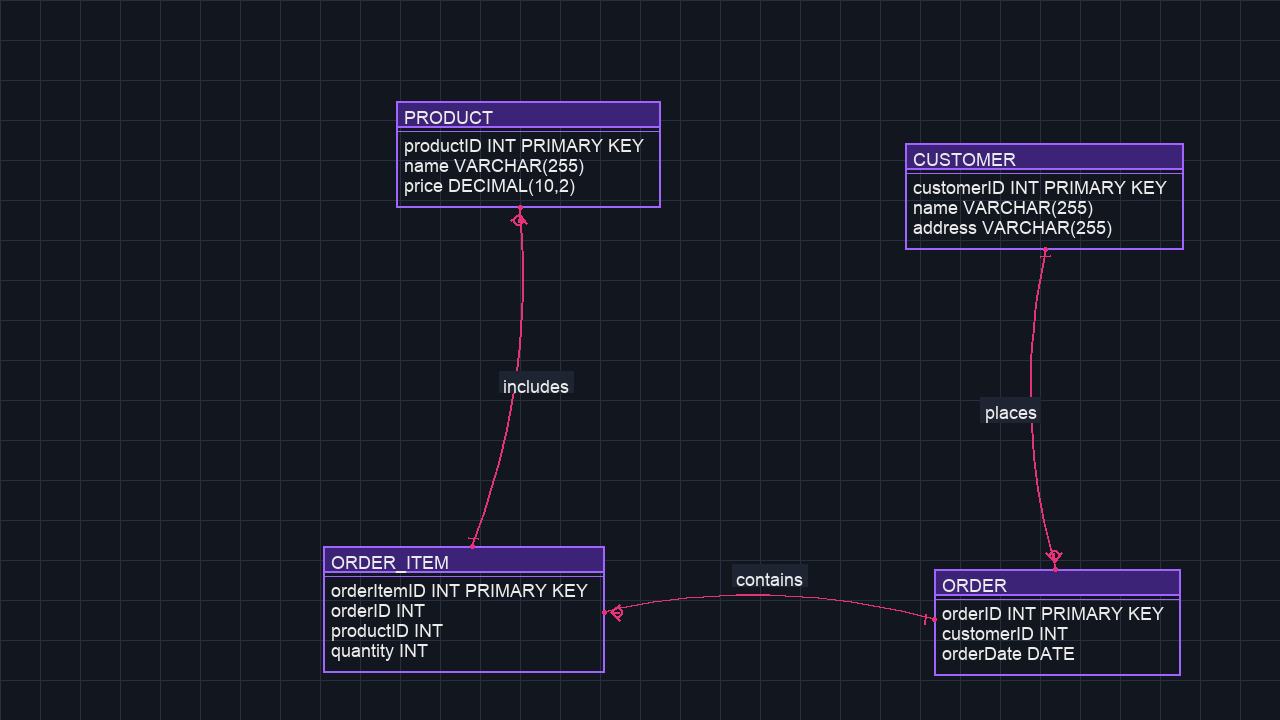 PRODUCT
productID INT PRIMARY KEY
name VARCHAR(255)
price DECIMAL(10,2)
CUSTOMER
customerID INT PRIMARY KEY
name VARCHAR(255)
address VARCHAR(255)
includes
places
ORDER_ITEM
orderItemID INT PRIMARY KEY
orderID INT
productID INT
quantity INT
contains
ORDER
orderID INT PRIMARY KEY
customerID INT
orderDate DATE